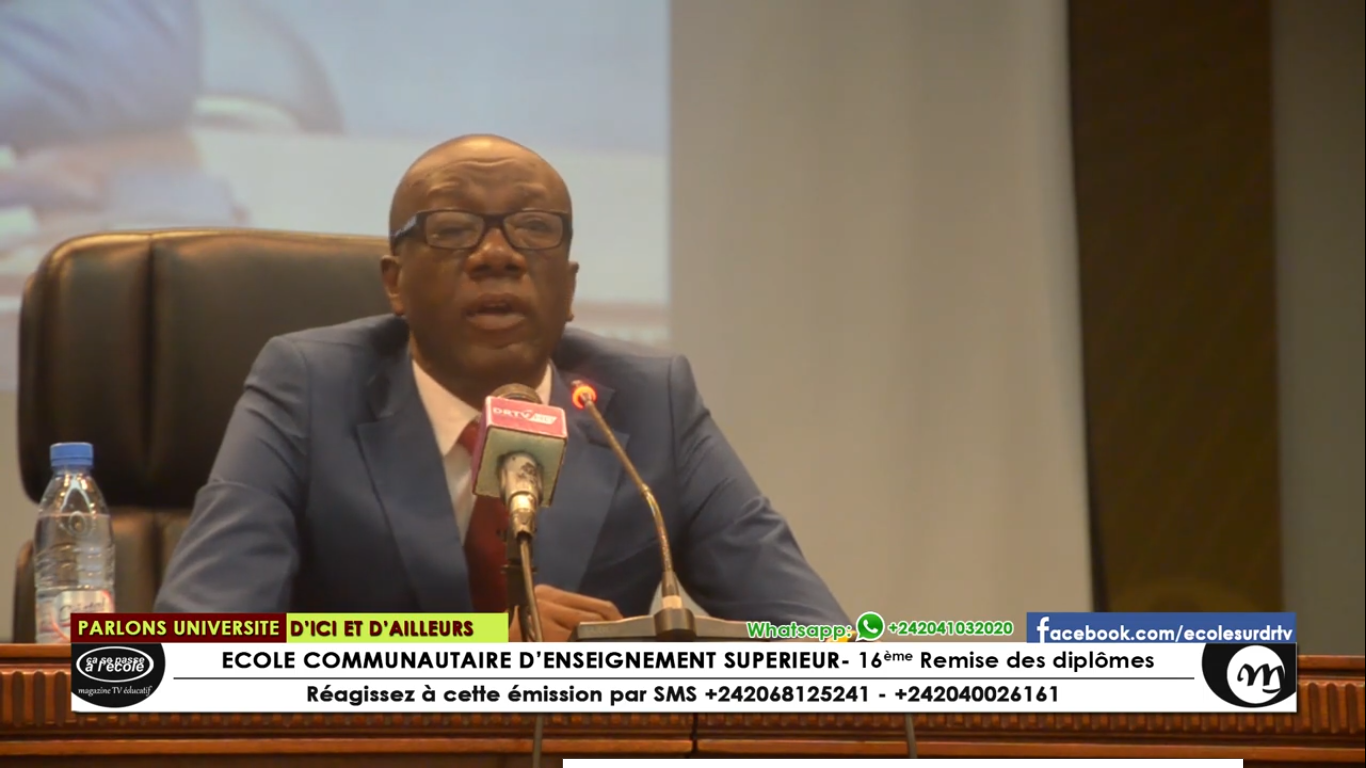 DRTV
PARLONS UNIVERSITE D'ICI ET D'AILLEURS
Whatsapp: +242041032020
facebook.com/ecolesurdrtv
ça se passe
à l'école
magazine TV éducatif
ECOLE COMMUNAUTAIRE D'ENSEIGNEMENT SUPERIEUR- 16ème Remise des diplômes
Réagissez à cette émission par SMS +242068125241 - +242040026161
m